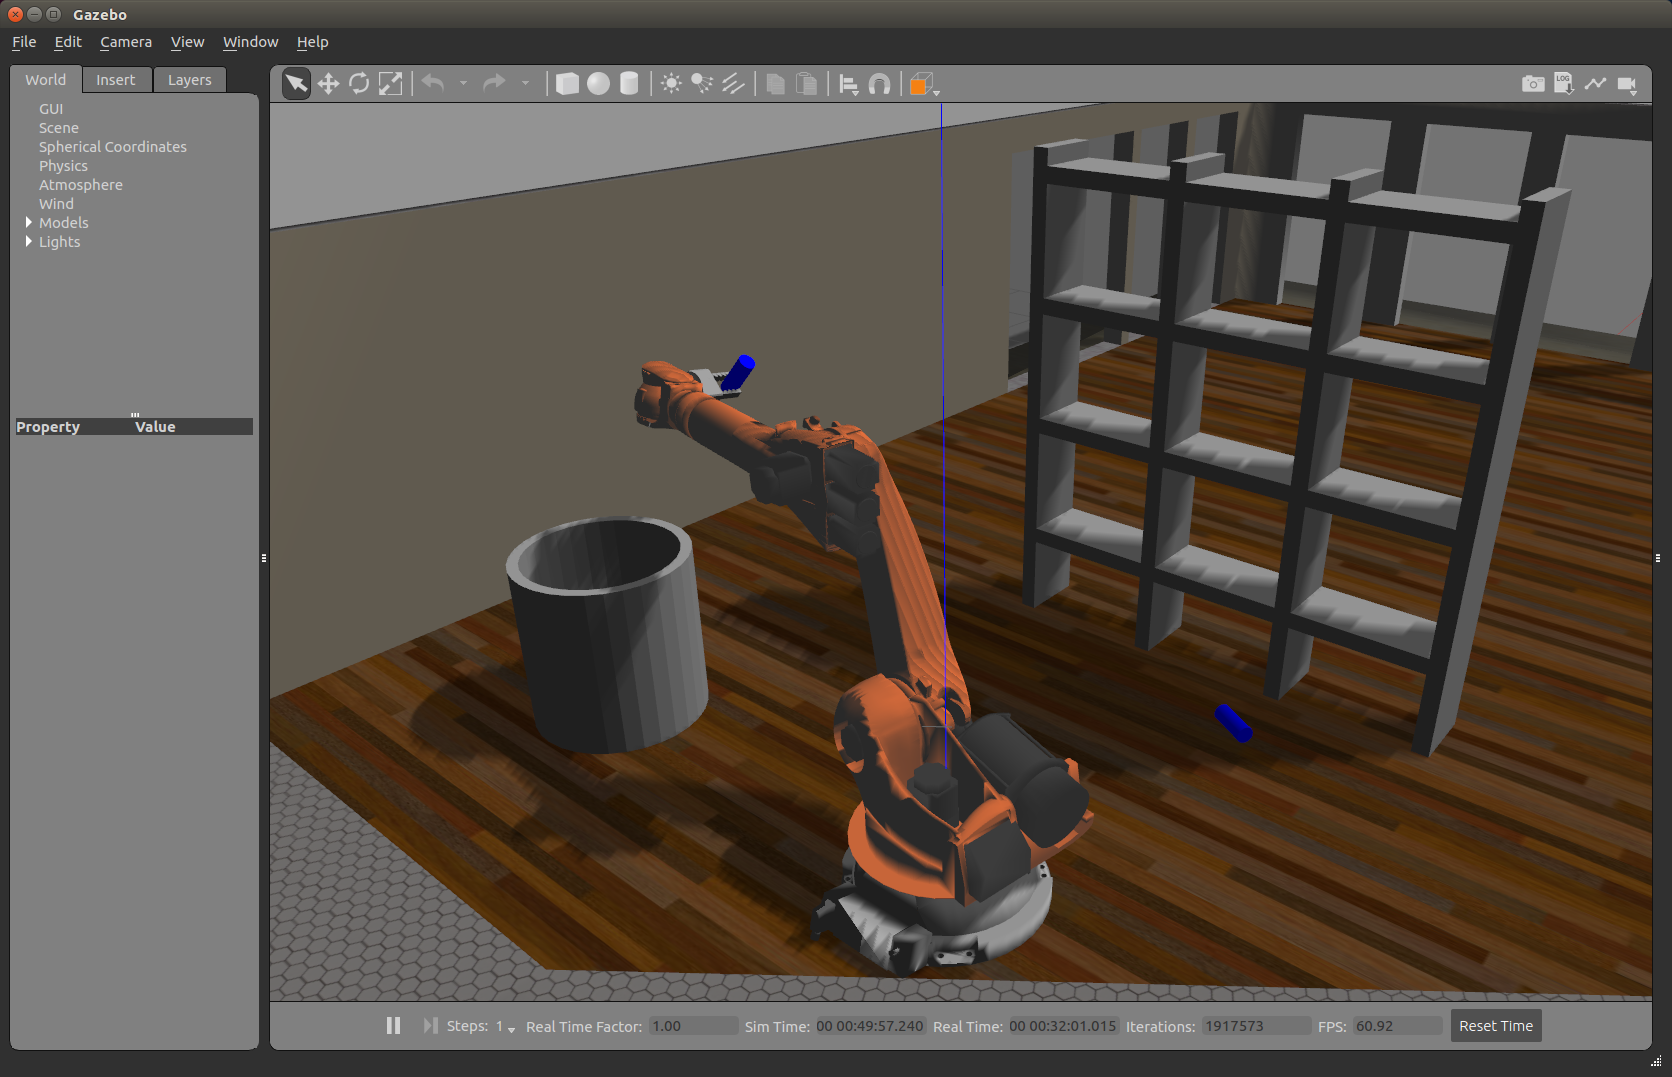 Gazebo
File Edit Camera View Window Help
World Insert Layers
GUI
Scene
Spherical Coordinates
Physics
Atmosphere
Wind
Models
Lights
Property Value
LOG
Steps: 1 Real Time Factor: 1.00 Sim Time: 00 00:49:57.240 Real Time: 00 00:32:01.015 Iterations: 1917573 FPS: 60.92 Reset Time